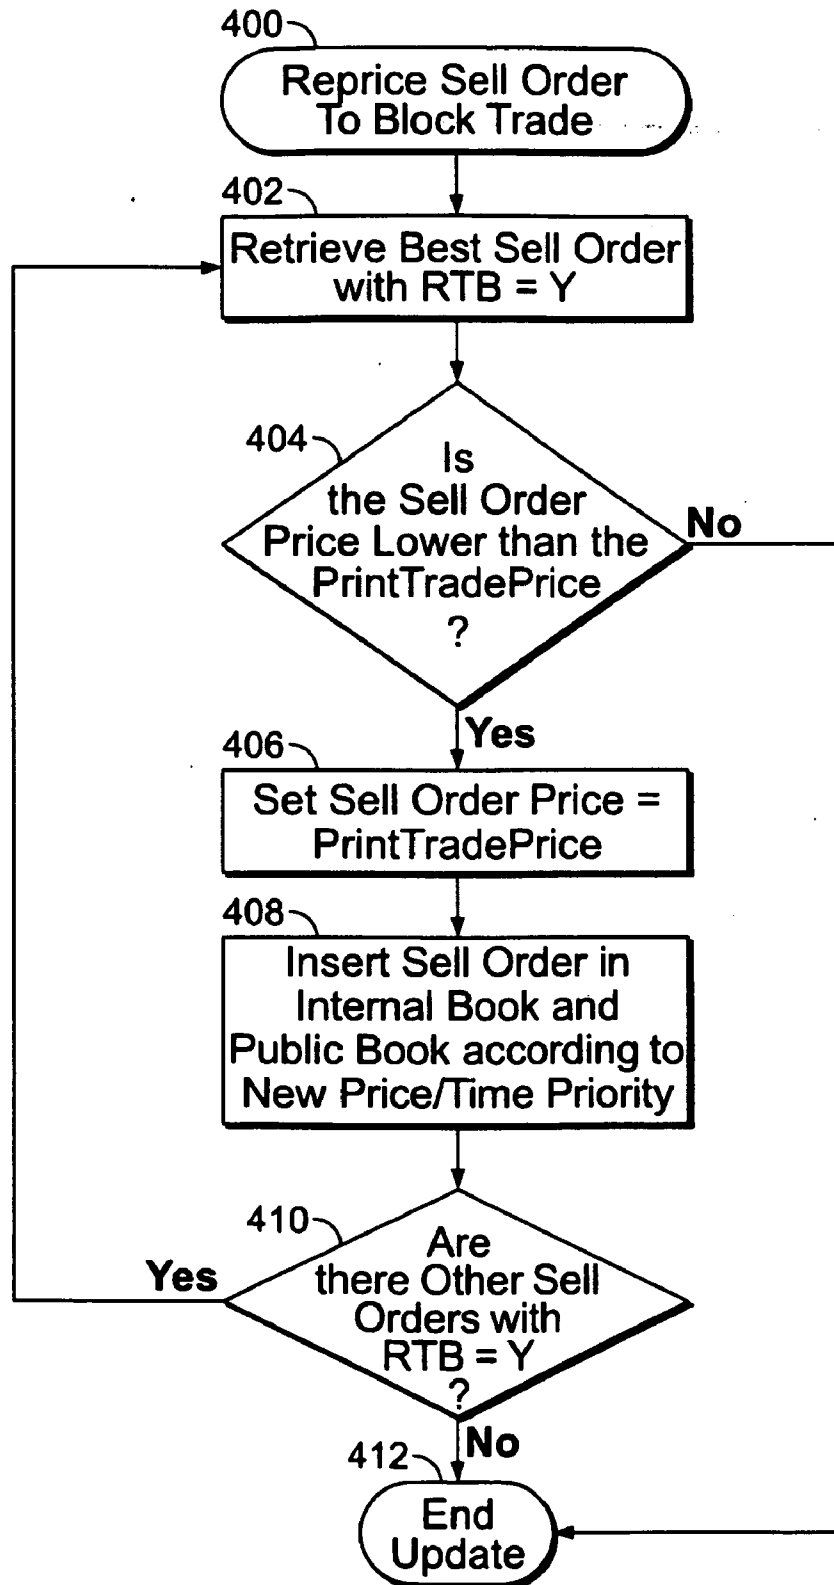 400
Reprice Sell Order
To Block Trade
402
Retrieve Best Sell Order
with RTB = Y
404
Is
the Sell Order
Price Lower than the
PrintTradePrice
?
No
Yes
406
Set Sell Order Price =
PrintTradePrice
408
Insert Sell Order in
Internal Book and
Public Book according to
New Price/Time Priority
410
Are
there Other Sell
Orders with
RTB = Y
?
Yes
No
412
End
Update